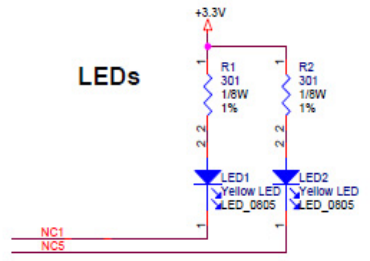 +3.3V
LEDs
1
R1
301
1/8W
1%
2
1
R2
301
1/8W
1%
2
2
LED1
Yellow LED
LED_0805
1
2
LED2
Yellow LED
LED_0805
1
NC1
NC5